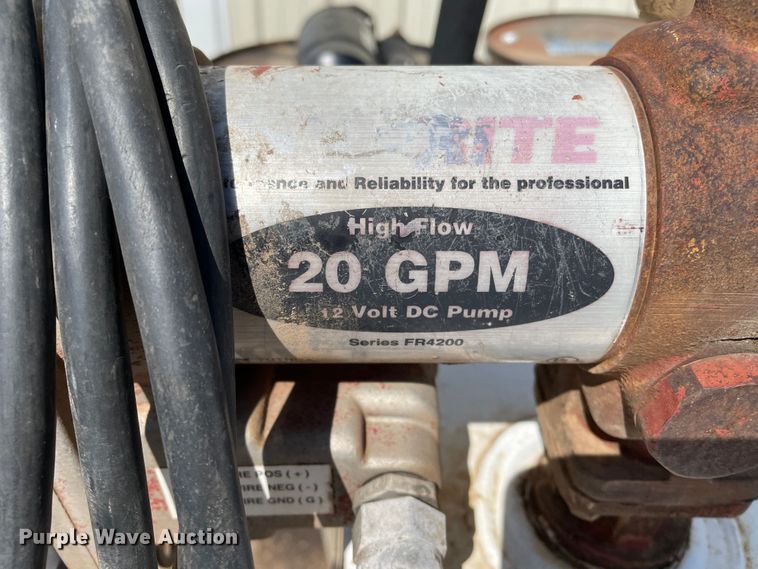 RITE
and Reliability for the professional
High Flow
20 GPM
12 Volt DC Pump
Series FR4200
POS ( + )
NEG ( - )
GND ( G )
Purple Wave Auction